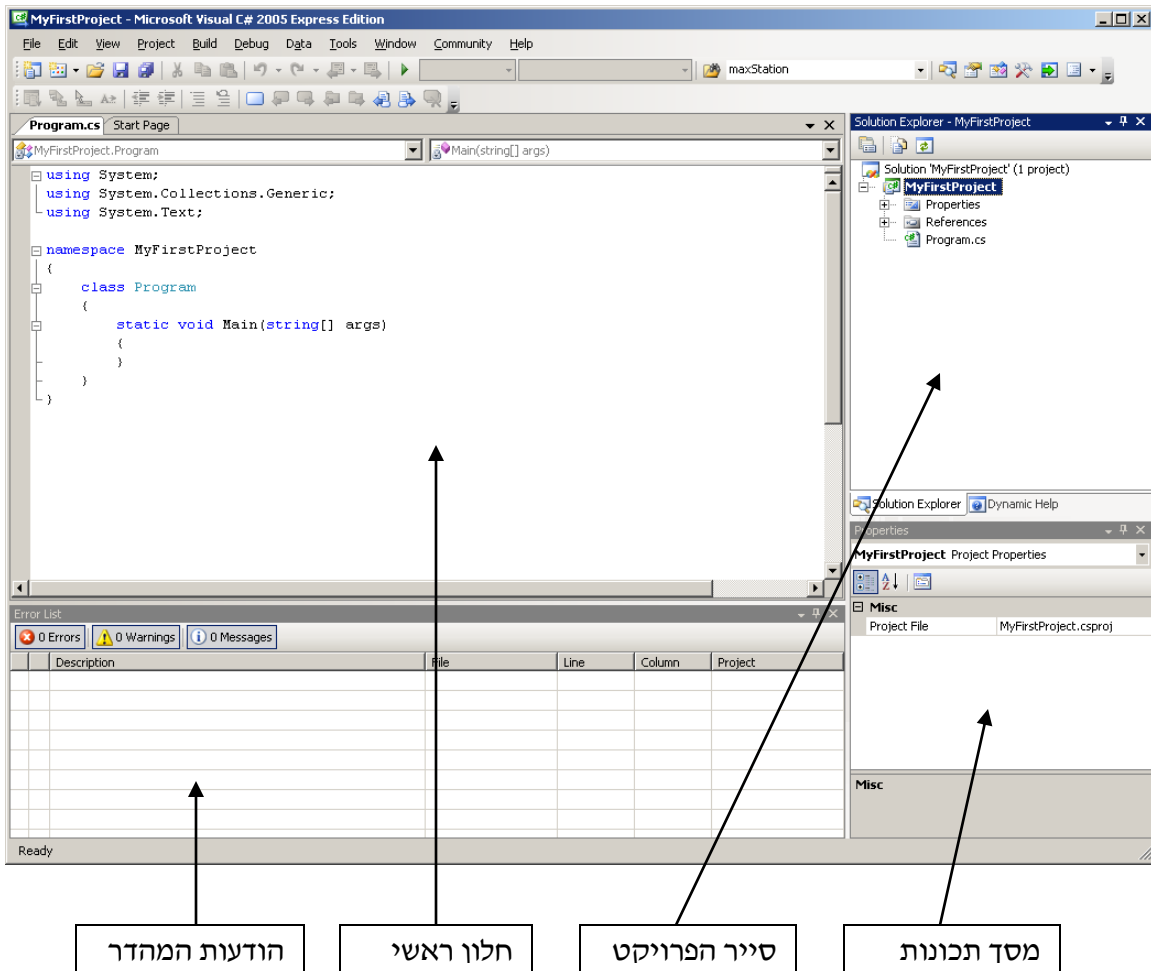 MyFirstProject - Microsoft Visual C# 2005 Express Edition
File Edit View Project Build Debug Data Tools Window Community Help
maxStation
Program.cs Start Page
MyFirstProject.Program Main(string[] args)
using System;
using System.Collections.Generic;
using System.Text;
namespace MyFirstProject
{
class Program
{
static void Main(string[] args)
{
}
}
}
Solution Explorer - MyFirstProject
Solution 'MyFirstProject' (1 project)
MyFirstProject
Properties
References
Program.cs
Solution Explorer Dynamic Help
Properties
MyFirstProject Project Properties
Misc
Project File MyFirstProject.csproj
Misc
Error List
0 Errors 0 Warnings 0 Messages
Description File Line Column Project
Ready
הודעות המהדר
חלון ראשי
סייר הפרויקט
מסך תכונות